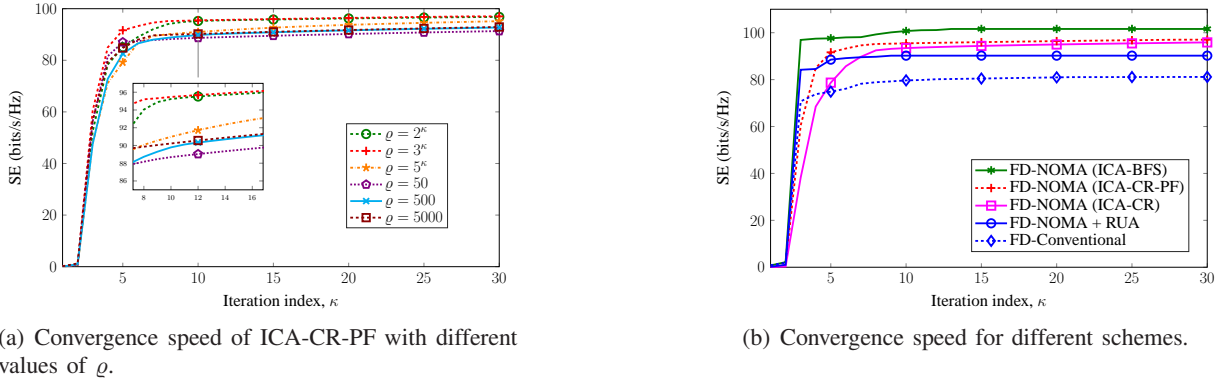 100
80
60
40
20
0
SE (bits/s/Hz)
96
94
92
90
88
86
8 10 12 14 16
ϱ = 2^κ
ϱ = 3^κ
ϱ = 5^κ
ϱ = 50
ϱ = 500
ϱ = 5000
5 10 15 20 25 30
Iteration index, κ
(a) Convergence speed of ICA-CR-PF with different
values of ϱ.
100
80
60
40
20
0
SE (bits/s/Hz)
FD-NOMA (ICA-BFS)
FD-NOMA (ICA-CR-PF)
FD-NOMA (ICA-CR)
FD-NOMA + RUA
FD-Conventional
5 10 15 20 25 30
Iteration index, κ
(b) Convergence speed for different schemes.